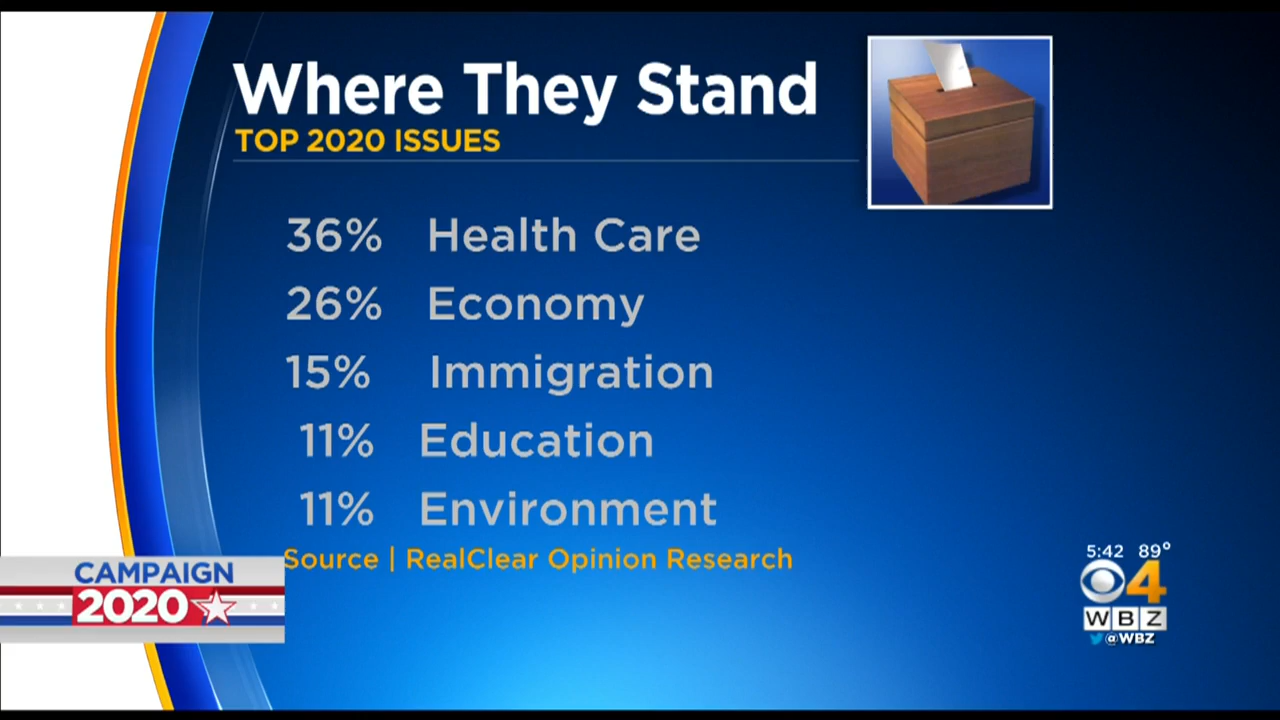 Where They Stand
TOP 2020 ISSUES
36% Health Care
26% Economy
15% Immigration
11% Education
11% Environment
Source | RealClear Opinion Research
CAMPAIGN
2020
5:42 89°
4
WBZ
@WBZ